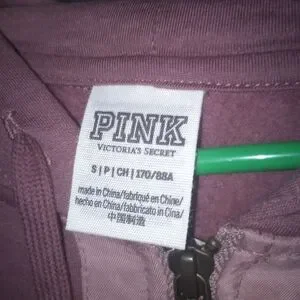 PINK
VICTORIA'S SECRET
S | P | CH | 170/88A
made in China/fabriqué en Chine/
hecho en China/fabbricato in Cina/
中国制造